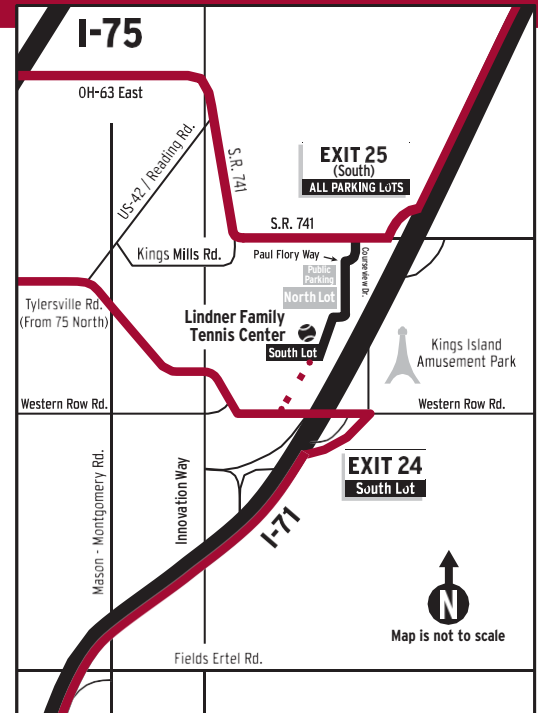 I-75
OH-63 East
US-42 / Reading Rd.
S.R. 741
EXIT 25
(South)
ALL PARKING LOTS
S.R. 741
Kings Mills Rd.
Paul Flory Way
Courseview Dr.
Public
Parking
North Lot
Tylersville Rd.
(From 75 North)
Lindner Family
Tennis Center
South Lot
Kings Island
Amusement Park
Western Row Rd.
Western Row Rd.
Mason - Montgomery Rd.
Innovation Way
EXIT 24
South Lot
I-71
N
Map is not to scale
Fields Ertel Rd.